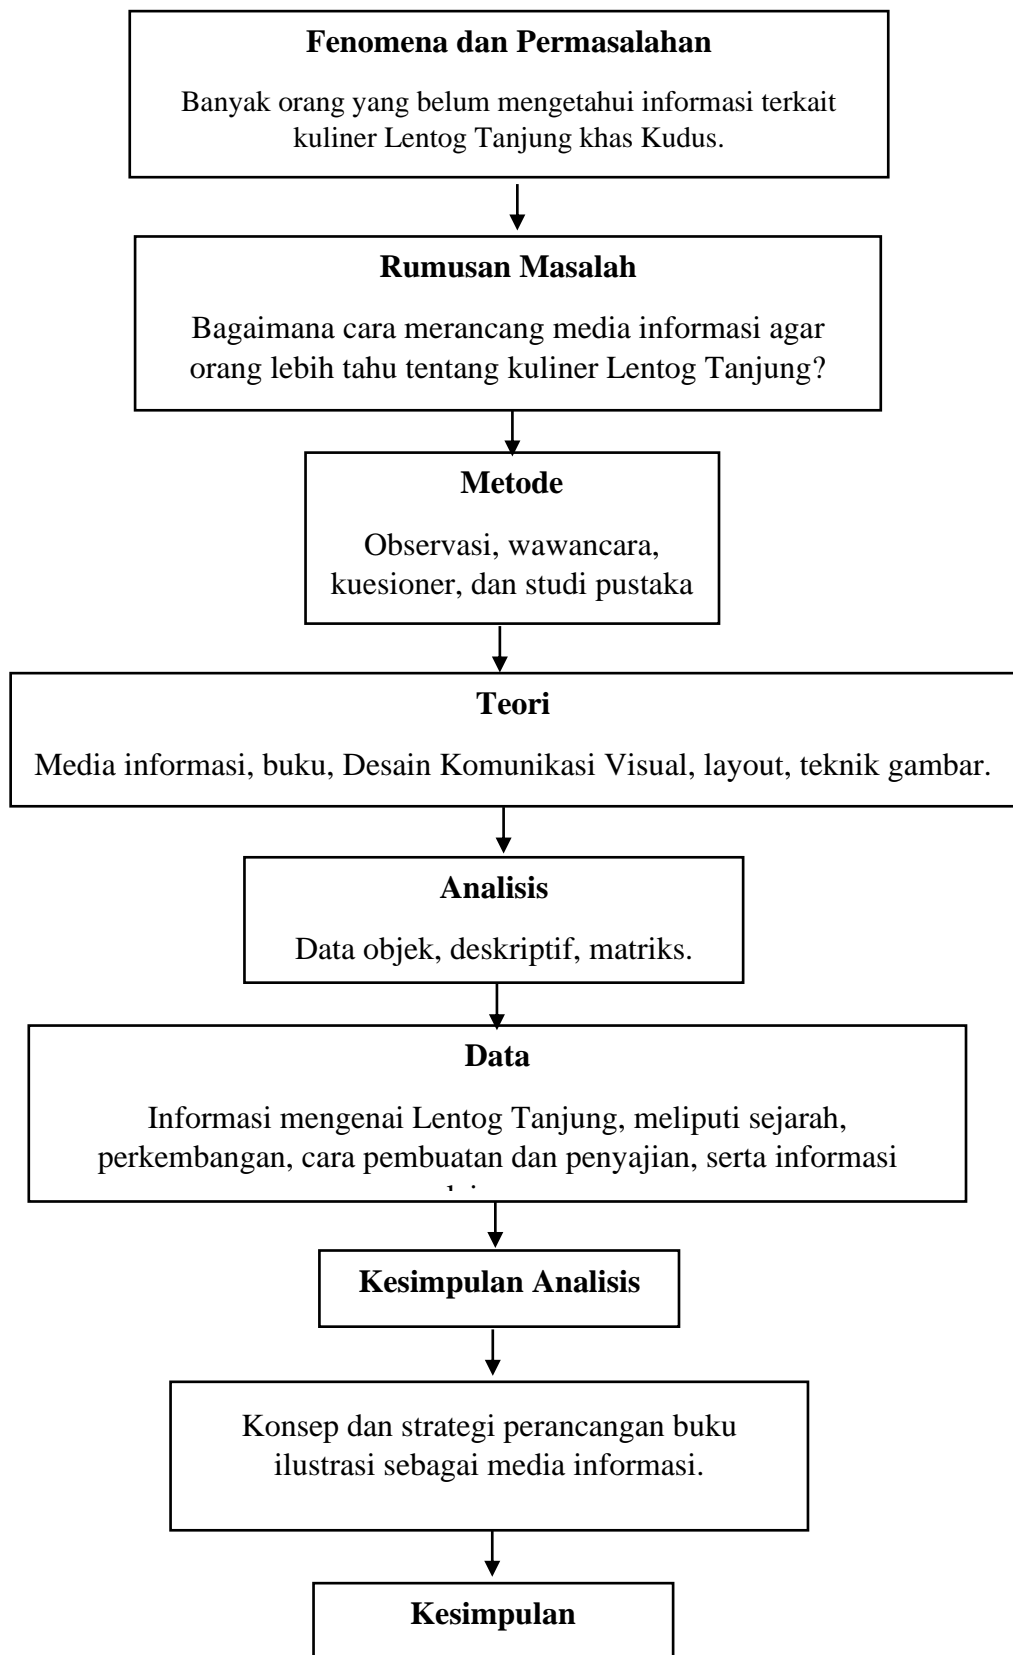 Fenomena dan Permasalahan
Banyak orang yang belum mengetahui informasi terkait
kuliner Lentog Tanjung khas Kudus.
Rumusan Masalah
Bagaimana cara merancang media informasi agar
orang lebih tahu tentang kuliner Lentog Tanjung?
Metode
Observasi, wawancara,
kuesioner, dan studi pustaka
Teori
Media informasi, buku, Desain Komunikasi Visual, layout, teknik gambar.
Analisis
Data objek, deskriptif, matriks.
Data
Informasi mengenai Lentog Tanjung, meliputi sejarah,
perkembangan, cara pembuatan dan penyajian, serta informasi
Kesimpulan Analisis
Konsep dan strategi perancangan buku
ilustrasi sebagai media informasi.
Kesimpulan